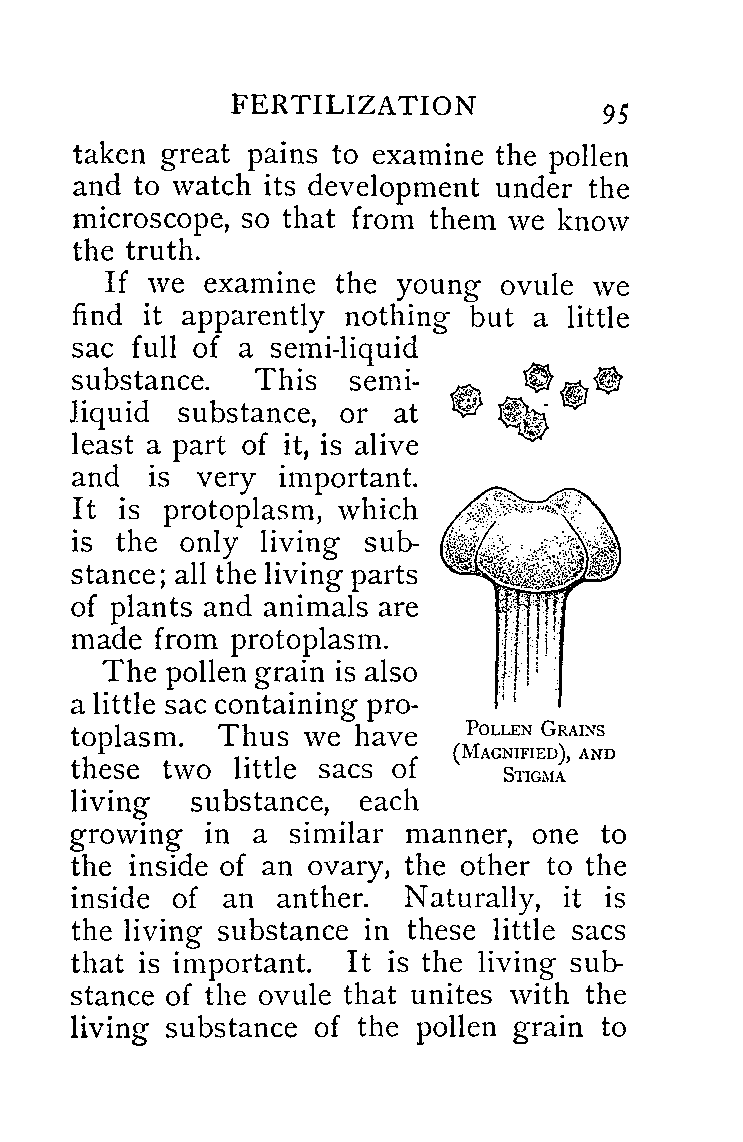 FERTILIZATION 95
taken great pains to examine the pollen
and to watch its development under the
microscope, so that from them we know
the truth.
If we examine the young ovule we
find it apparently nothing but a little
sac full of a semi-liquid
substance. This semi-
liquid substance, or at
least a part of it, is alive
and is very important.
It is protoplasm, which
is the only living sub-
stance; all the living parts
of plants and animals are
made from protoplasm.
The pollen grain is also
a little sac containing pro-
toplasm. Thus we have
these two little sacs of
living substance, each
growing in a similar manner, one to
the inside of an ovary, the other to the
inside of an anther. Naturally, it is
the living substance in these little sacs
that is important. It is the living sub-
stance of the ovule that unites with the
living substance of the pollen grain to
POLLEN GRAINS
(MAGNIFIED), AND
STIGMA